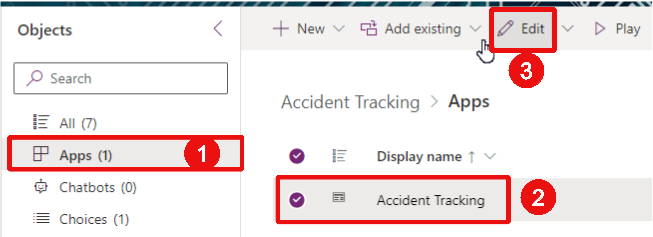 Objects
+ New
Add existing
Edit
Play
3
Search
Accident Tracking > Apps
All (7)
Apps (1)
1
Display name ↑
Chatbots (0)
Accident Tracking
2
Choices (1)